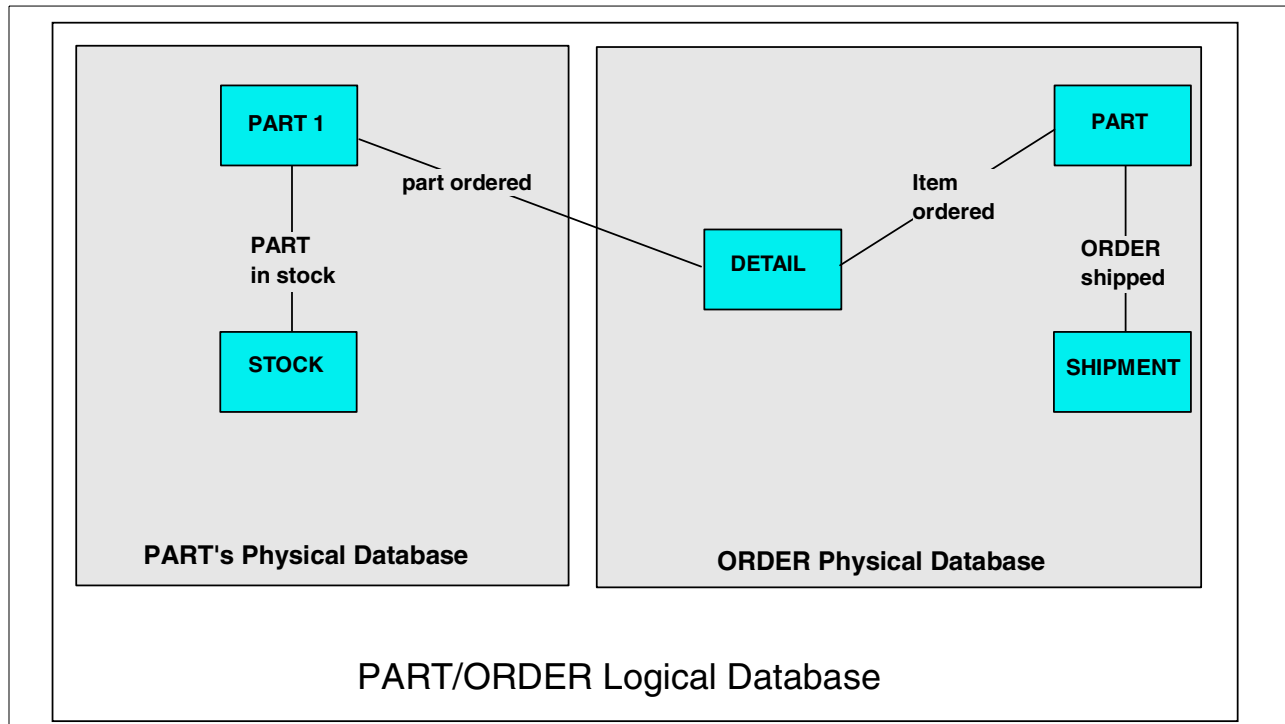 PART 1
PART
part ordered
Item
ordered
DETAIL
PART
in stock
ORDER
shipped
STOCK
SHIPMENT
PART's Physical Database
ORDER Physical Database
PART/ORDER Logical Database